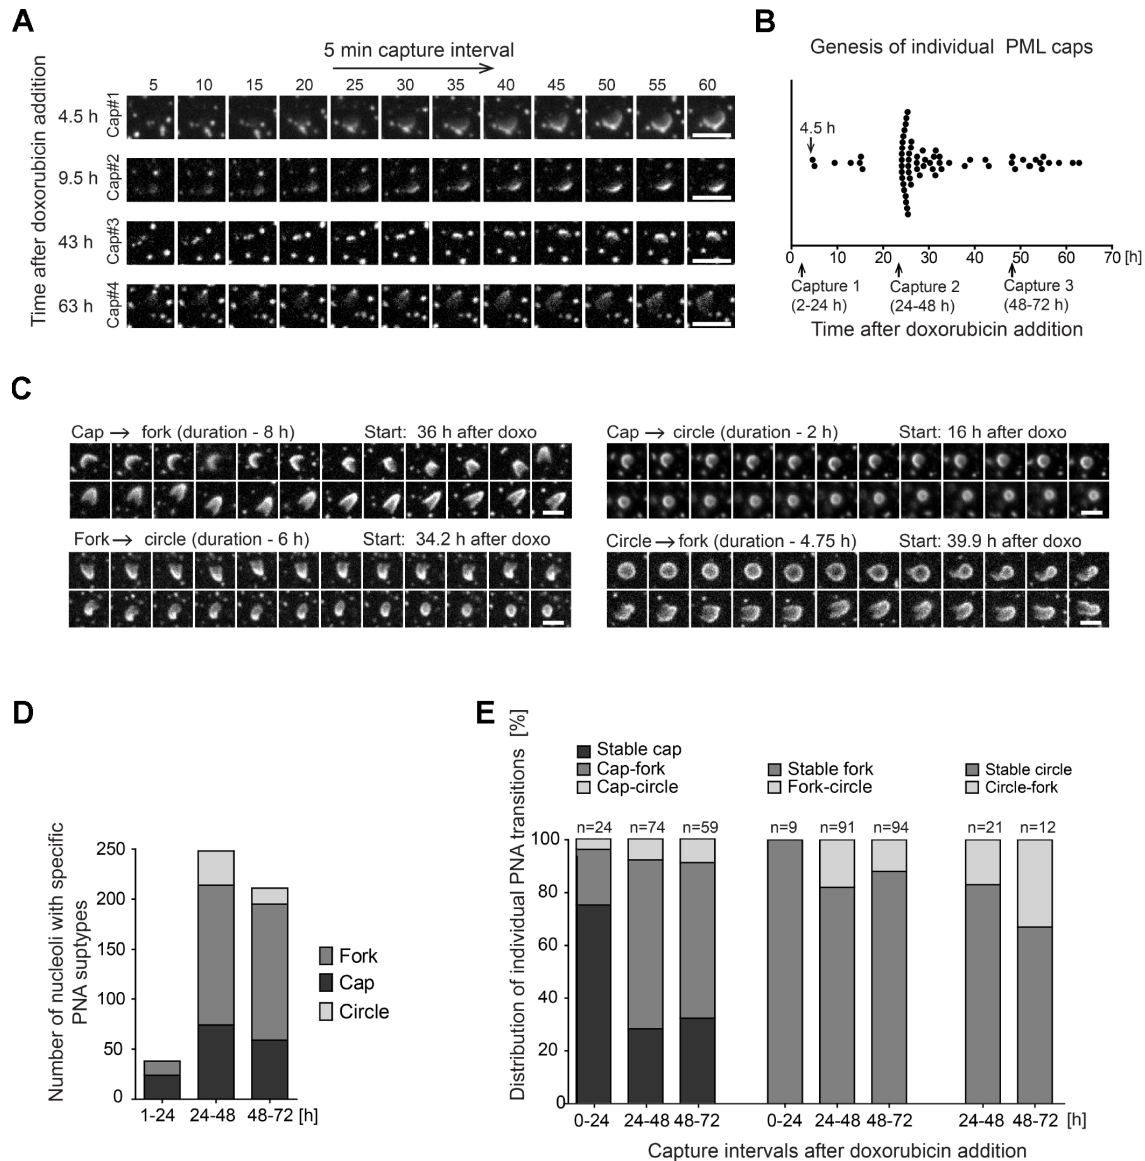 A
5 min capture interval
5 10 15 20 25 30 35 40 45 50 55 60
Time after doxorubicin addition
4.5 h
Cap#1
9.5 h
Cap#2
43 h
Cap#3
63 h
Cap#4
B
Genesis of individual PML caps
4.5 h
0 10 20 30 40 50 60 70 [h]
Capture 1 Capture 2 Capture 3
(2-24 h) (24-48 h) (48-72 h)
Time after doxorubicin addition
C
Cap → fork (duration - 8 h) Start: 36 h after doxo
Cap → circle (duration - 2 h) Start: 16 h after doxo
Fork → circle (duration - 6 h) Start: 34.2 h after doxo
Circle → fork (duration - 4.75 h) Start: 39.9 h after doxo
D
Number of nucleoli with specific
PNA suptypes
250
200
150
100
50
0
1-24 24-48 48-72 [h]
Fork
Cap
Circle
E
Distribution of individual PNA transitions [%]
Stable cap
Cap-fork
Cap-circle
Stable fork
Fork-circle
Stable circle
Circle-fork
n=24 n=74 n=59 n=9 n=91 n=94 n=21 n=12
100
80
60
40
20
0
0-24 24-48 48-72 0-24 24-48 48-72 24-48 48-72 [h]
Capture intervals after doxorubicin addition